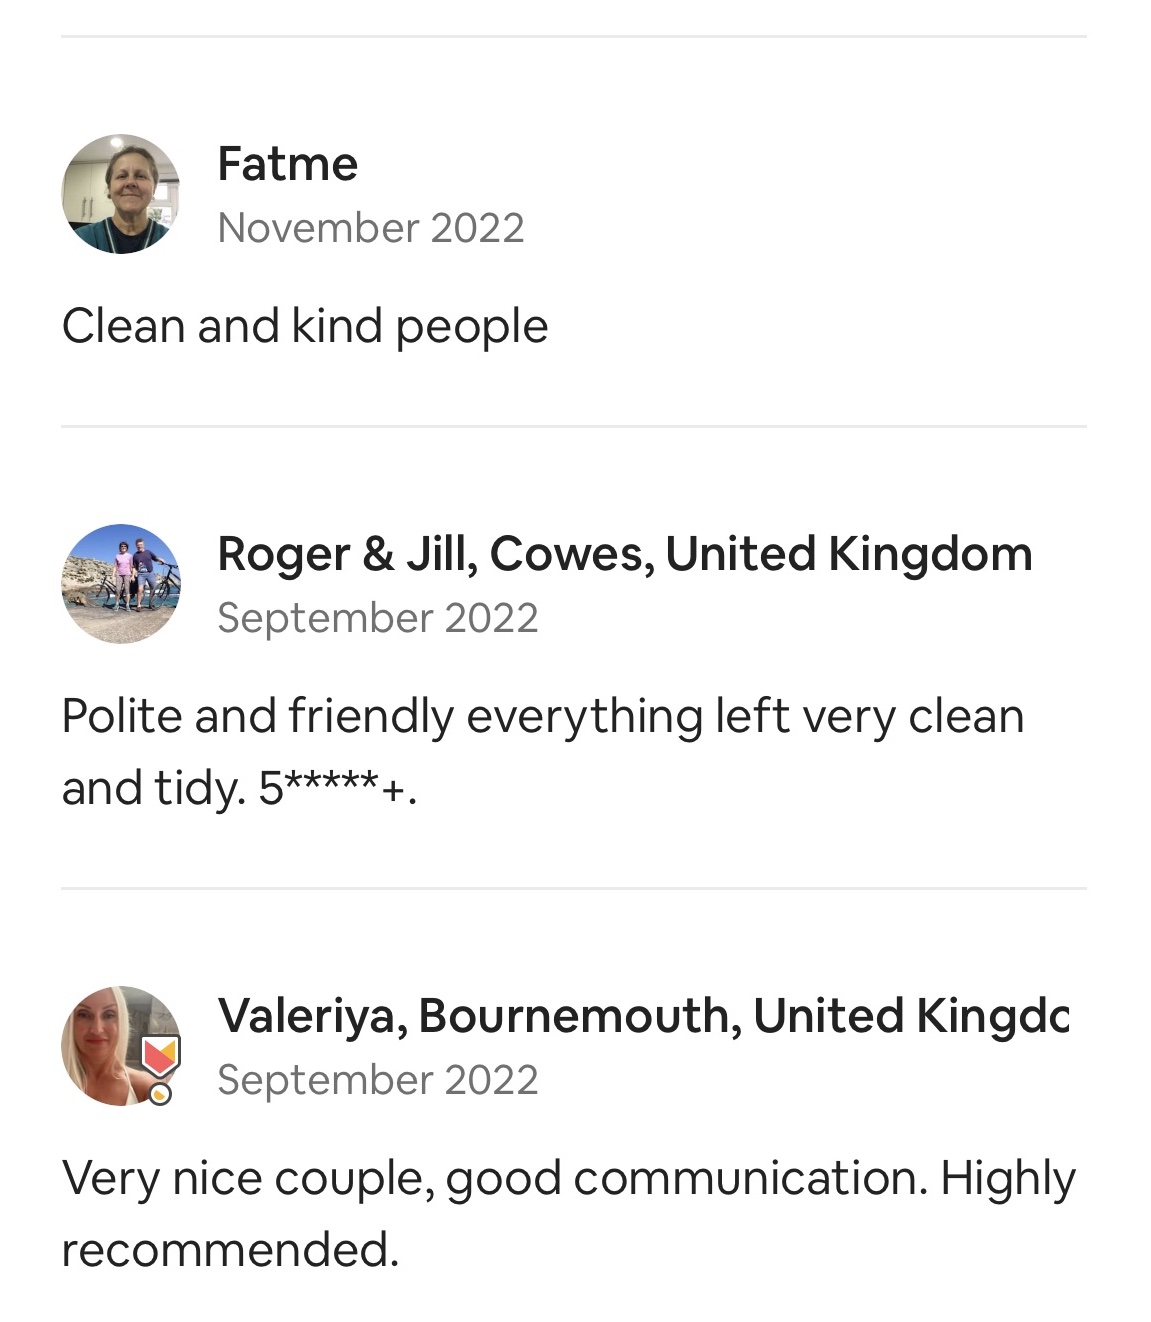 Fatme
November 2022
Clean and kind people
Roger & Jill, Cowes, United Kingdom
September 2022
Polite and friendly everything left very clean
and tidy. 5*****+.
Valeriya, Bournemouth, United Kingdo
September 2022
Very nice couple, good communication. Highly
recommended.